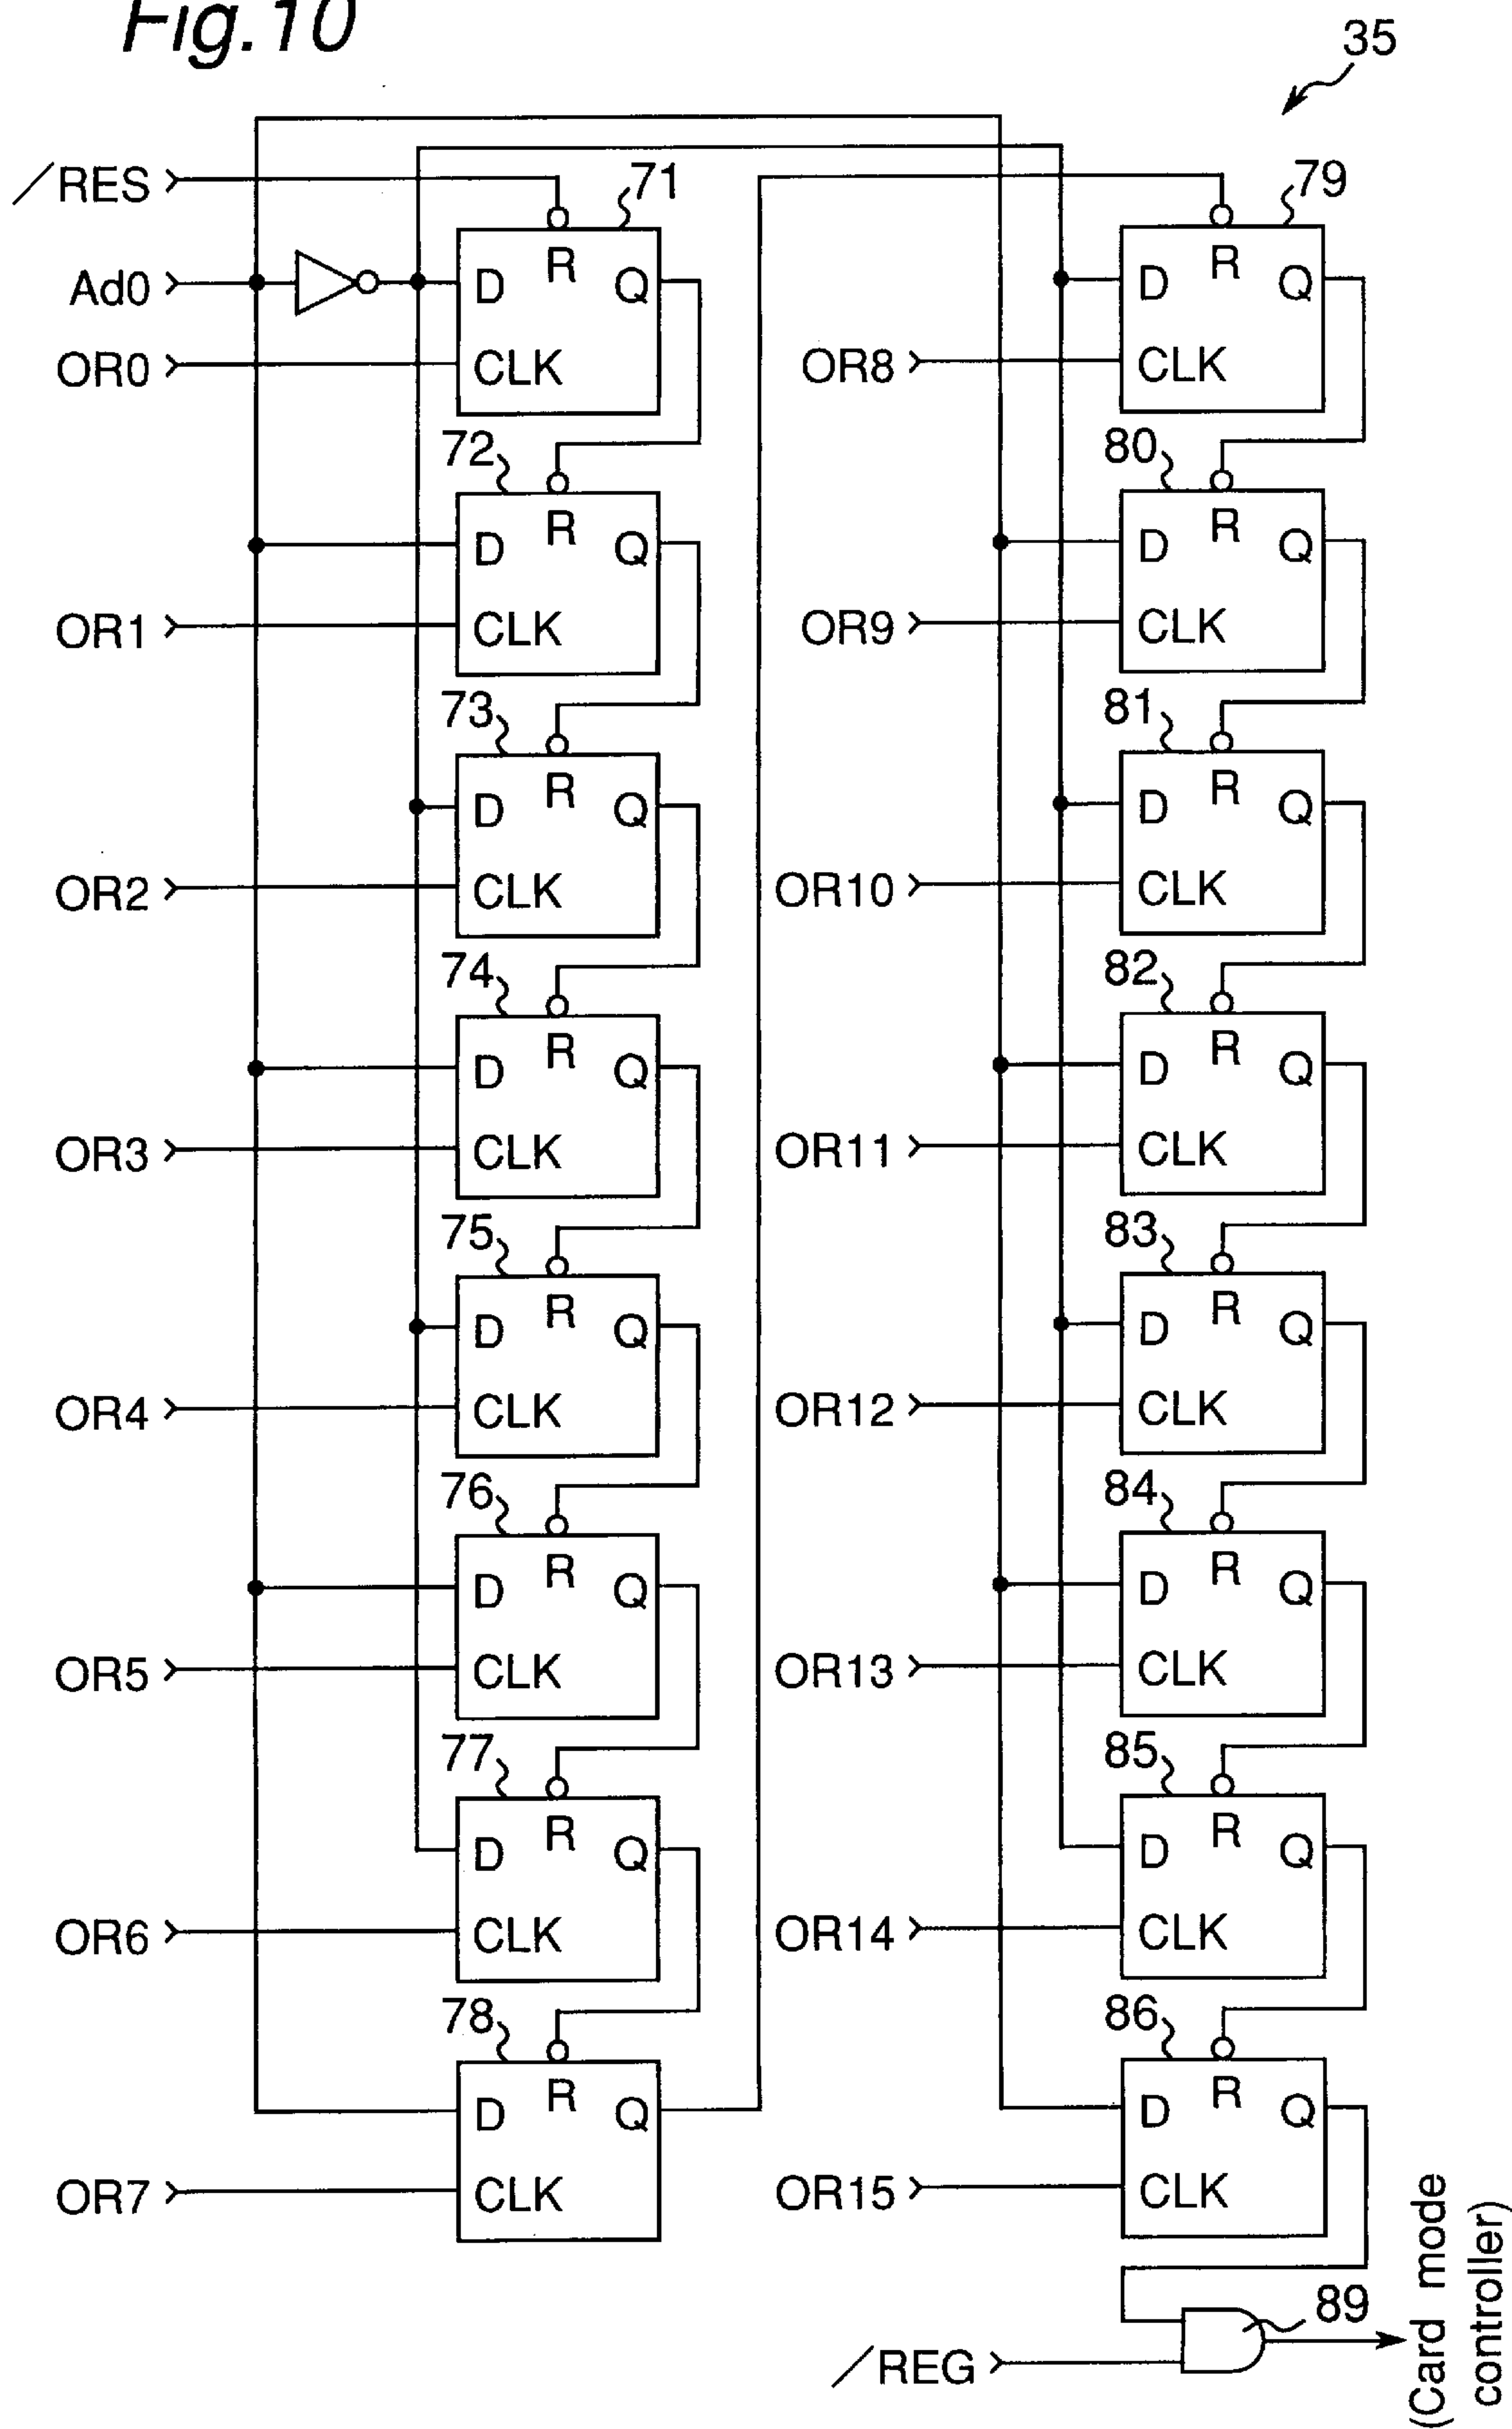 Fig.10
35
/RES
71
79
R
D
Q
Ad0
CLK
OR0
R
D
Q
OR8
CLK
72
80
R
D
Q
OR1
CLK
R
D
Q
OR9
CLK
73
81
R
D
Q
OR2
CLK
R
D
Q
OR10
CLK
74
82
R
D
Q
OR3
CLK
R
D
Q
OR11
CLK
75
83
R
D
Q
OR4
CLK
R
D
Q
OR12
CLK
76
84
R
D
Q
OR5
CLK
R
D
Q
OR13
CLK
77
85
R
D
Q
OR6
CLK
R
D
Q
OR14
CLK
78
86
R
D
Q
OR7
CLK
R
D
Q
OR15
CLK
89
/REG
(Card mode
controller)